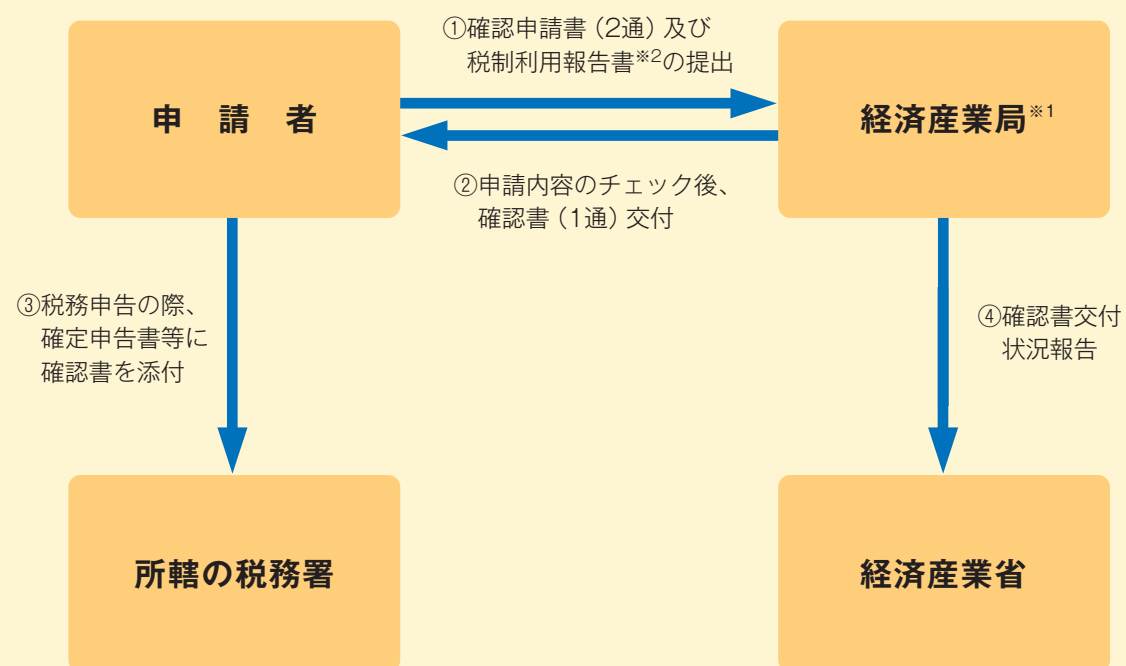 ①確認申請書（2通）及び
税制利用報告書※2の提出
申 請 者
経済産業局※1
②申請内容のチェック後、
確認書（1通）交付
③税務申告の際、
確定申告書等に
確認書を添付
④確認書交付
状況報告
所轄の税務署
経済産業省